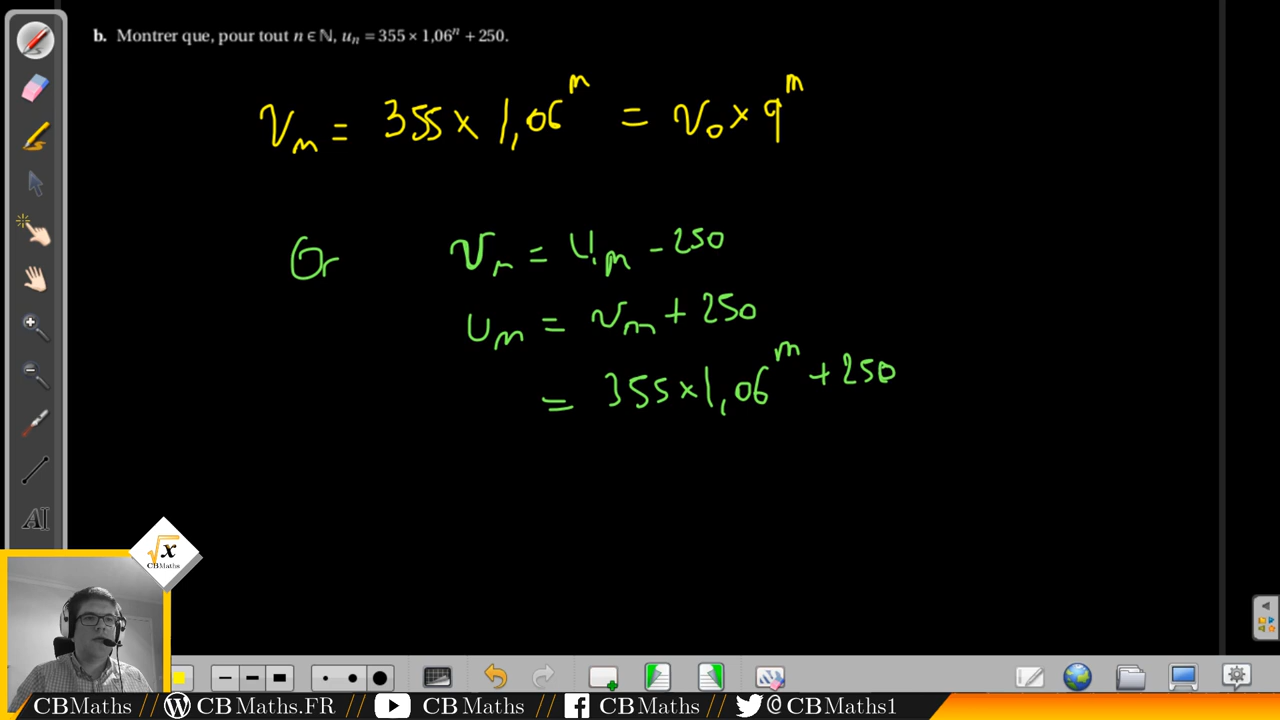 b. Montrer que, pour tout n ∈ ℕ, uₙ = 355 × 1,06ⁿ + 250.
Vₙ = 355 × 1,06ⁿ = V₀ × qⁿ
Or Vₙ = Uₙ - 250
Uₙ = Vₙ + 250
= 355 × 1,06ⁿ + 250
AI
√x
CBMaths
CBMaths // CBMaths.FR // CBMaths // CBMaths // @CBMaths1